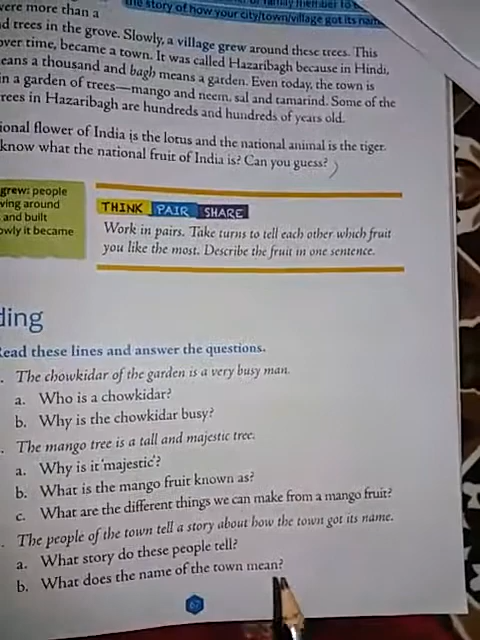 the story of how your city/town/village got its name
were more than a
d trees in the grove. Slowly, a village grew around these trees. This
over time, became a town. It was called Hazaribagh because in Hindi,
eans a thousand and bagh means a garden. Even today, the town is
in a garden of trees—mango and neem, sal and tamarind. Some of the
rees in Hazaribagh are hundreds and hundreds of years old.
ional flower of India is the lotus and the national animal is the tiger.
know what the national fruit of India is? Can you guess?
grew: people
ving around
and built
owly it became
THINK PAIR SHARE
Work in pairs. Take turns to tell each other which fruit
you like the most. Describe the fruit in one sentence.
ding
Read these lines and answer the questions.
. The chowkidar of the garden is a very busy man.
a. Who is a chowkidar?
b. Why is the chowkidar busy?
. The mango tree is a tall and majestic tree.
a. Why is it 'majestic'?
b. What is the mango fruit known as?
c. What are the different things we can make from a mango fruit?
. The people of the town tell a story about how the town got its name.
a. What story do these people tell?
b. What does the name of the town mean?
67